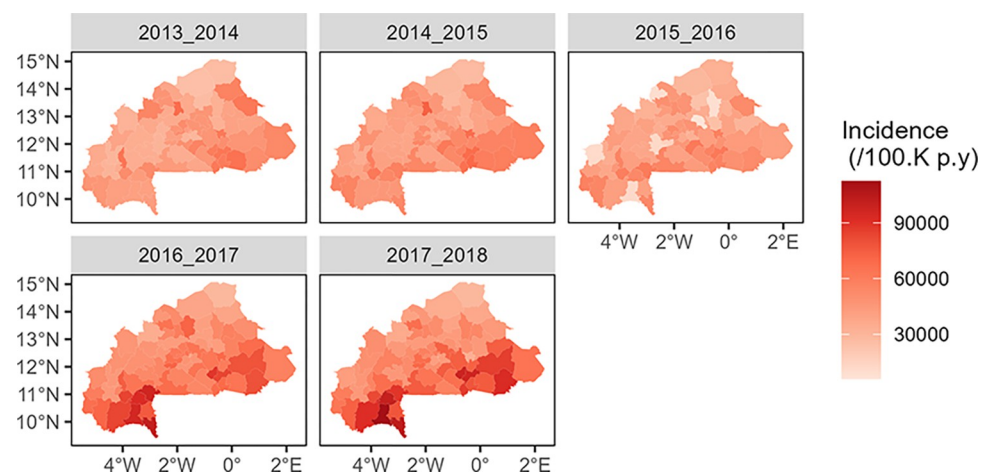 2013_2014
2014_2015
2015_2016
15°N
14°N
13°N
12°N
11°N
10°N
4°W 2°W 0° 2°E
2016_2017
2017_2018
15°N
14°N
13°N
12°N
11°N
10°N
4°W 2°W 0° 2°E
4°W 2°W 0° 2°E
Incidence
(/100.K p.y)
90000
60000
30000